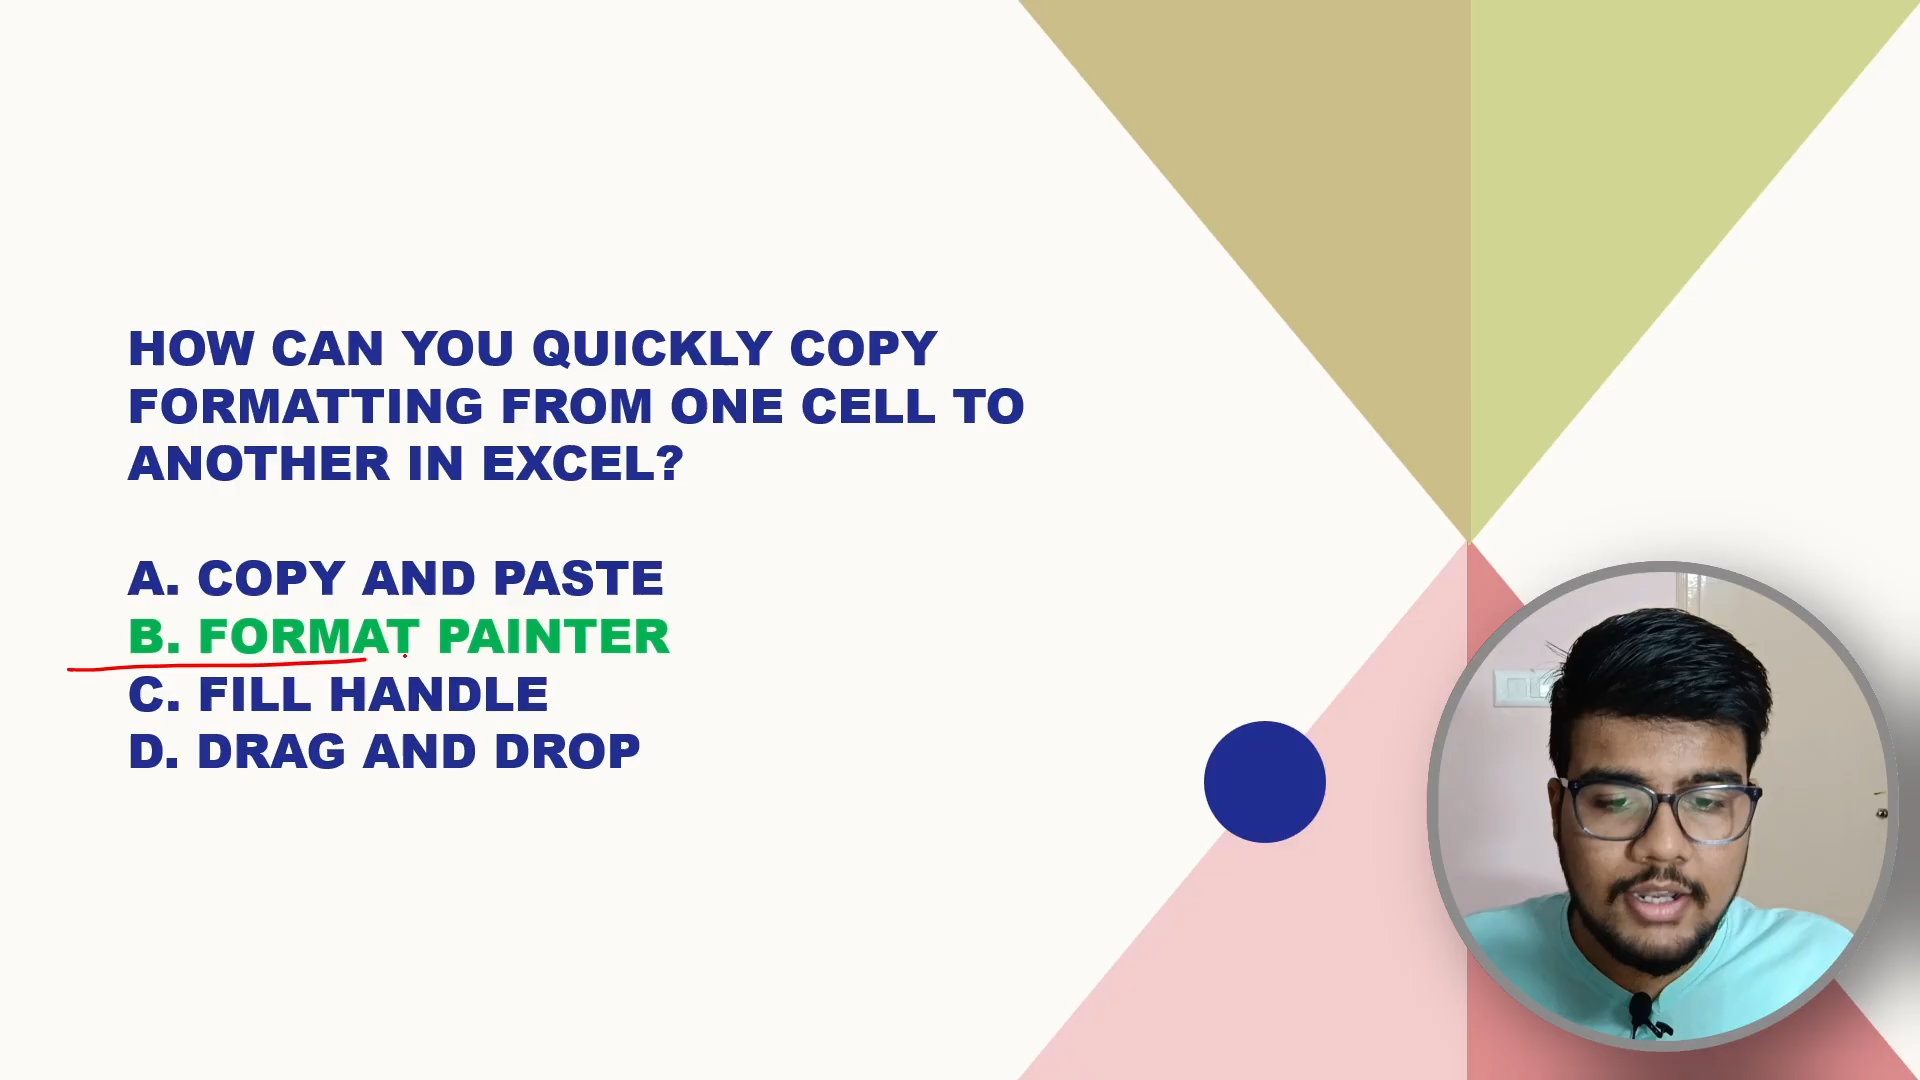 HOW CAN YOU QUICKLY COPY
FORMATTING FROM ONE CELL TO
ANOTHER IN EXCEL?
A. COPY AND PASTE
B. FORMAT PAINTER
C. FILL HANDLE
D. DRAG AND DROP